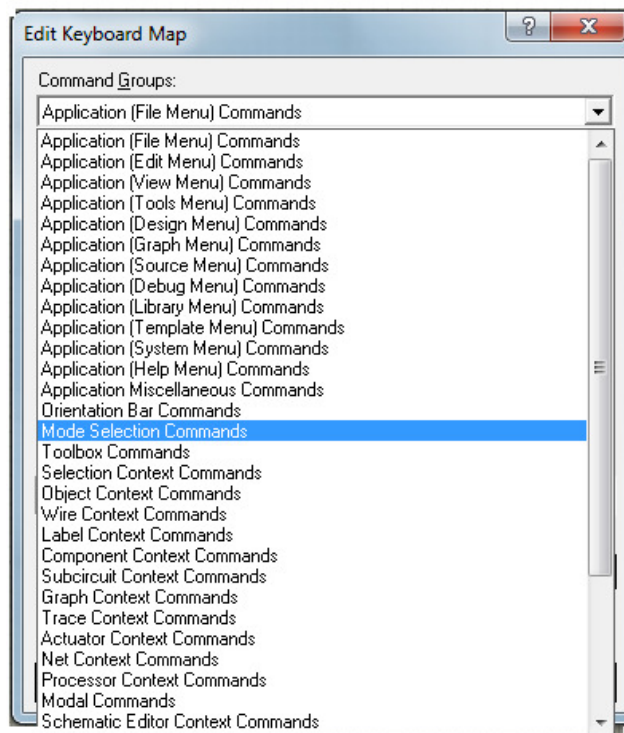 Edit Keyboard Map
?
Command Groups:
Application (File Menu) Commands
Application (File Menu) Commands
Application (Edit Menu) Commands
Application (View Menu) Commands
Application (Tools Menu) Commands
Application (Design Menu) Commands
Application (Graph Menu) Commands
Application (Source Menu) Commands
Application (Debug Menu) Commands
Application (Library Menu) Commands
Application (Template Menu) Commands
Application (System Menu) Commands
Application (Help Menu) Commands
Application Miscellaneous Commands
Orientation Bar Commands
Mode Selection Commands
Toolbox Commands
Selection Context Commands
Object Context Commands
Wire Context Commands
Label Context Commands
Component Context Commands
Subcircuit Context Commands
Graph Context Commands
Trace Context Commands
Actuator Context Commands
Net Context Commands
Processor Context Commands
Modal Commands
Schematic Editor Context Commands